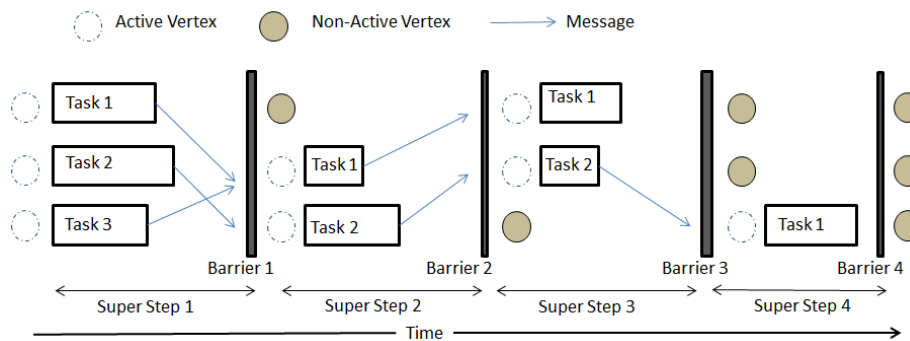 Active Vertex
Non-Active Vertex
Message
Task 1
Task 2
Task 3
Task 1
Task 2
Task 1
Task 2
Task 1
Barrier 1
Barrier 2
Barrier 3
Barrier 4
Super Step 1
Super Step 2
Super Step 3
Super Step 4
Time